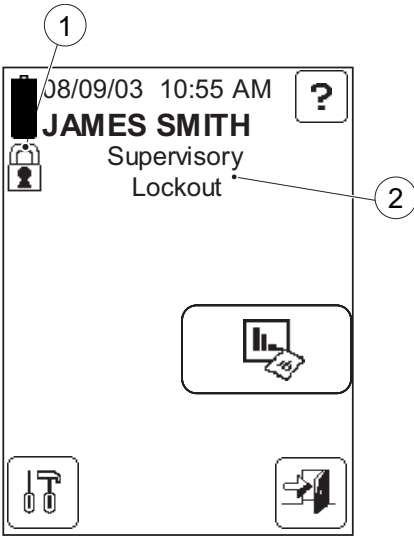 1
08/09/03 10:55 AM
?
JAMES SMITH
Supervisory
Lockout
2